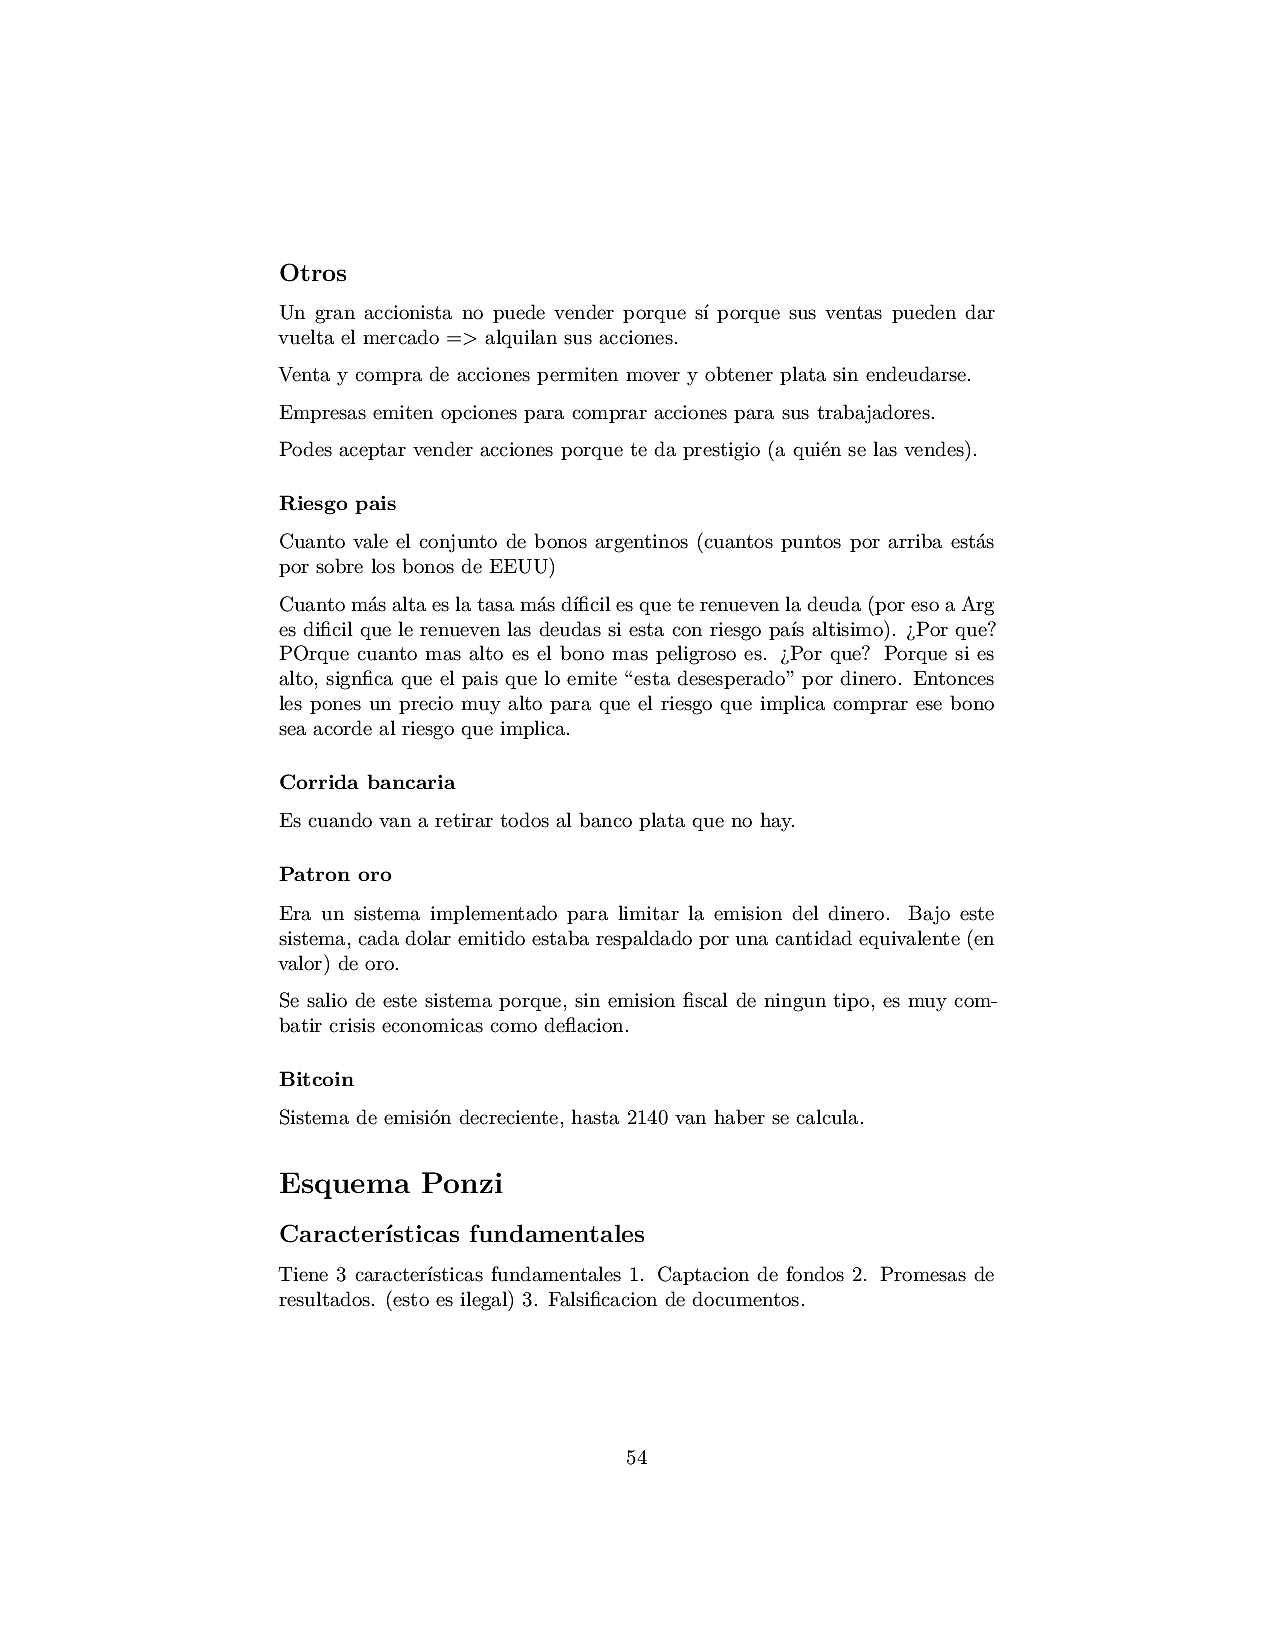 Otros
Un gran accionista no puede vender porque sí porque sus ventas pueden dar
vuelta el mercado => alquilan sus acciones.
Venta y compra de acciones permiten mover y obtener plata sin endeudarse.
Empresas emiten opciones para comprar acciones para sus trabajadores.
Podes aceptar vender acciones porque te da prestigio (a quién se las vendes).
Riesgo pais
Cuanto vale el conjunto de bonos argentinos (cuantos puntos por arriba estás
por sobre los bonos de EEUU)
Cuanto más alta es la tasa más difícil es que te renueven la deuda (por eso a Arg
es dificil que le renueven las deudas si esta con riesgo país altisimo). ¿Por que?
POrque cuanto mas alto es el bono mas peligroso es. ¿Por que? Porque si es
alto, signfica que el pais que lo emite “esta desesperado” por dinero. Entonces
les pones un precio muy alto para que el riesgo que implica comprar ese bono
sea acorde al riesgo que implica.
Corrida bancaria
Es cuando van a retirar todos al banco plata que no hay.
Patron oro
Era un sistema implementado para limitar la emision del dinero. Bajo este
sistema, cada dolar emitido estaba respaldado por una cantidad equivalente (en
valor) de oro.
Se salio de este sistema porque, sin emision fiscal de ningun tipo, es muy com-
batir crisis economicas como deflacion.
Bitcoin
Sistema de emisión decreciente, hasta 2140 van haber se calcula.
Esquema Ponzi
Características fundamentales
Tiene 3 características fundamentales 1. Captacion de fondos 2. Promesas de
resultados. (esto es ilegal) 3. Falsificacion de documentos.
54